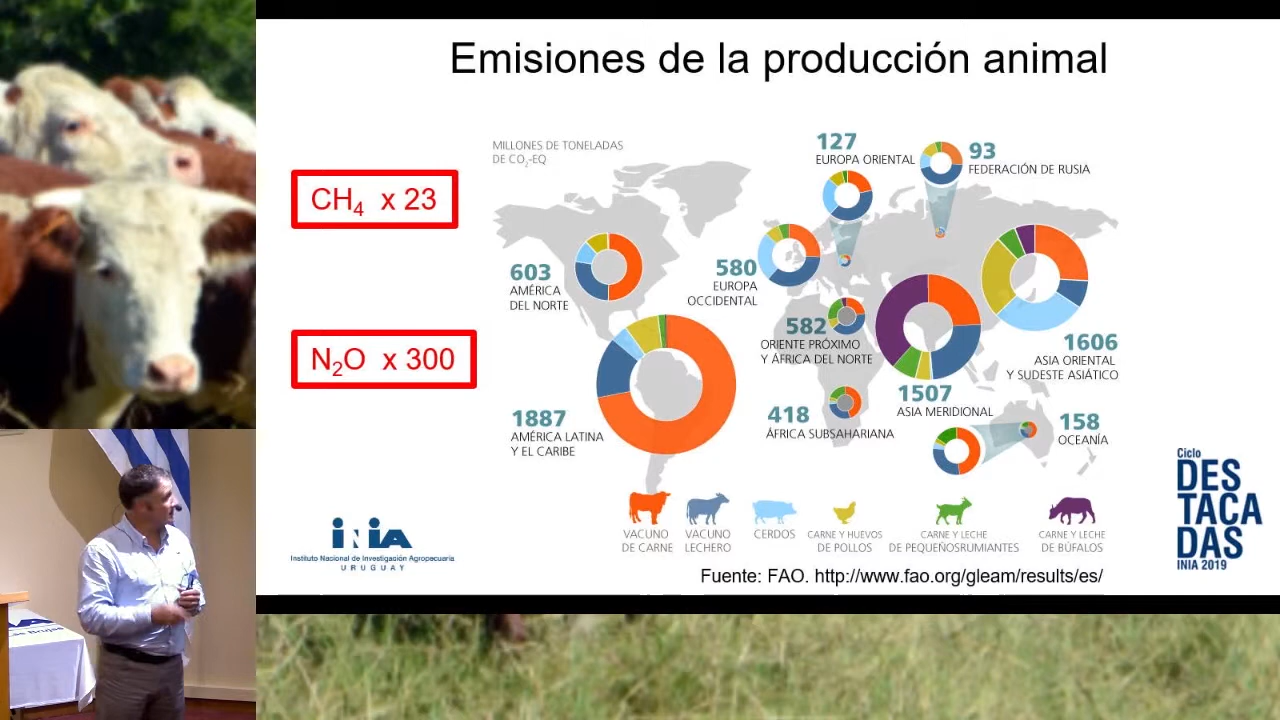 Emisiones de la producción animal
MILLONES DE TONELADAS
DE CO2-EQ
CH4 x 23
N2O x 300
127
EUROPA ORIENTAL
93
FEDERACIÓN DE RUSIA
603
AMÉRICA
DEL NORTE
580
EUROPA
OCCIDENTAL
582
ORIENTE PRÓXIMO
Y ÁFRICA DEL NORTE
1606
ASIA ORIENTAL
Y SUDESTE ASIÁTICO
1507
ASIA MERIDIONAL
1887
AMÉRICA LATINA
Y EL CARIBE
418
ÁFRICA SUBSAHARIANA
158
OCEANÍA
VACUNO
DE CARNE
VACUNO
LECHERO
CERDOS
CARNE Y HUEVOS
DE POLLOS
CARNE Y LECHE
DE PEQUEÑOSRUMIANTES
CARNE Y LECHE
DE BÚFALOS
Fuente: FAO. http://www.fao.org/gleam/results/es/
INIA
Instituto Nacional de Investigación Agropecuaria
URUGUAY
Ciclo
DES
TACA
DAS
INIA 2019